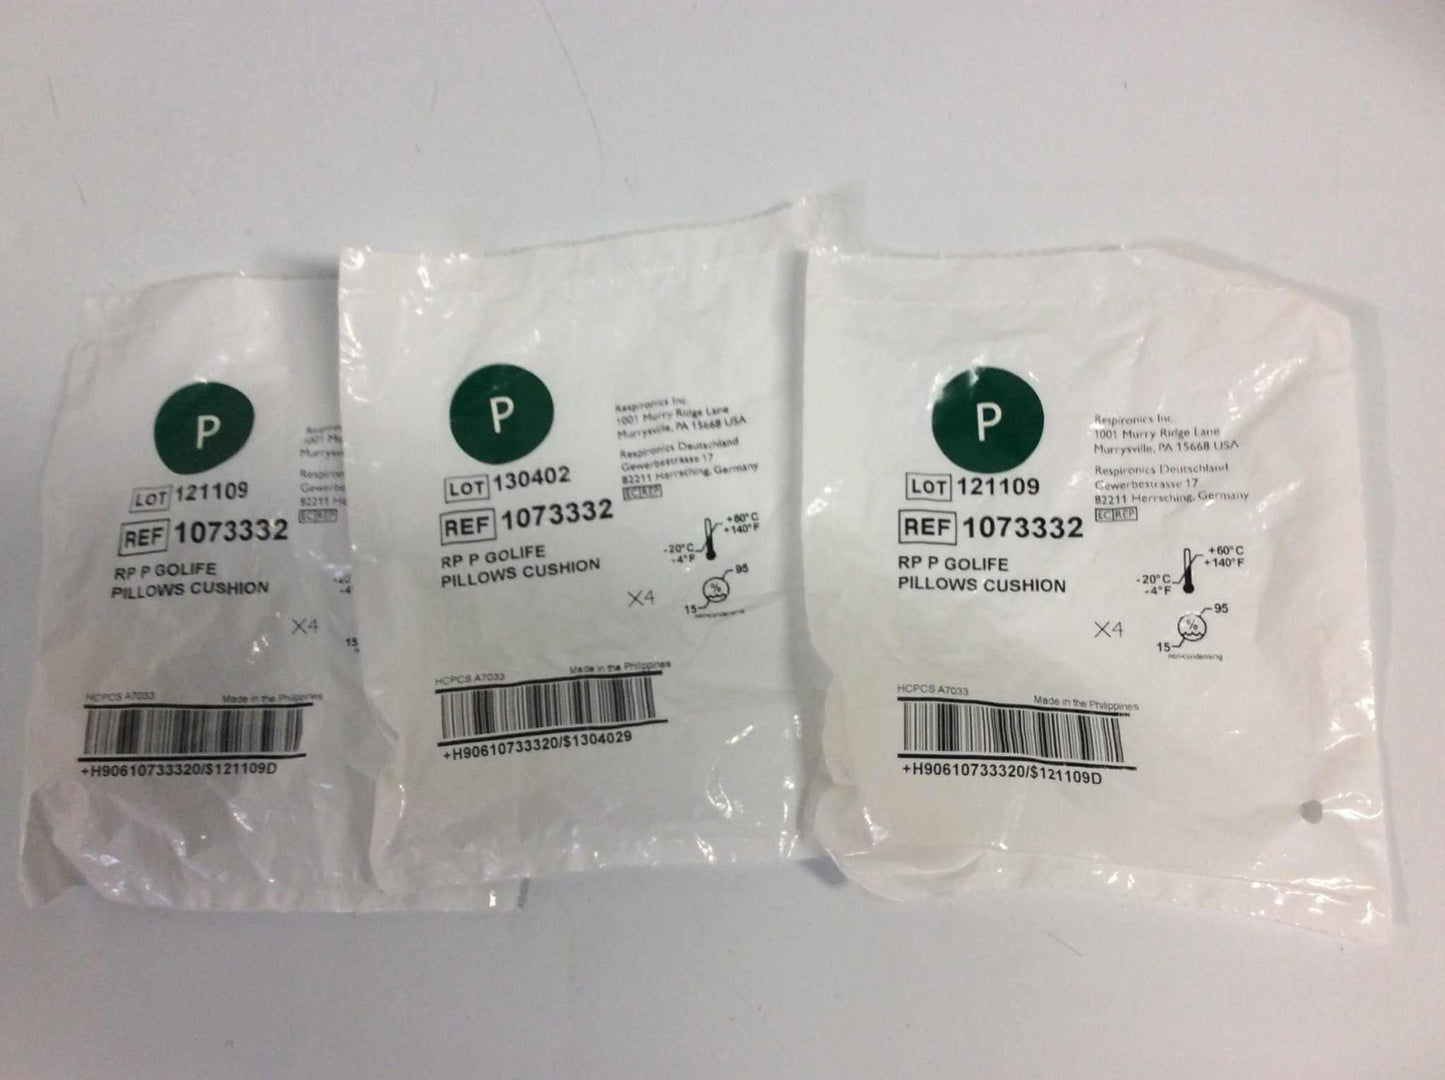 P
LOT 121109
REF 1073332
RP P GOLIFE
PILLOWS CUSHION
X4
15
HCPCS A7033 Made in the Philippines
+H90610733320/$121109D
P
LOT 130402
REF 1073332
RP P GOLIFE
PILLOWS CUSHION
X4
Respironics Inc.
1001 Murry Ridge Lane
Murrysville, PA 15668 USA
Respironics Deutschland
Gewerbestrasse 17
82211 Herrsching, Germany
EC REP
+60°C
+140°F
-20°C
-4°F
95
%
15
non-condensing
HCPCS A7033 Made in the Philippines
+H90610733320/$1304029
P
LOT 121109
REF 1073332
RP P GOLIFE
PILLOWS CUSHION
X4
Respironics Inc.
1001 Murry Ridge Lane
Murrysville, PA 15668 USA
Respironics Deutschland
Gewerbestrasse 17
82211 Herrsching, Germany
EC REP
+60°C
+140°F
-20°C
-4°F
95
%
15
non-condensing
HCPCS A7033 Made in the Philippines
+H90610733320/$121109D